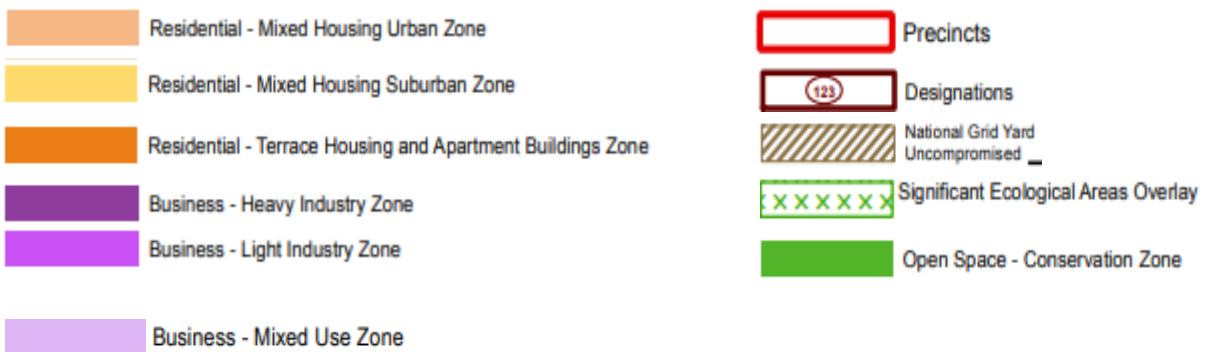 Residential - Mixed Housing Urban Zone
Residential - Mixed Housing Suburban Zone
Residential - Terrace Housing and Apartment Buildings Zone
Business - Heavy Industry Zone
Business - Light Industry Zone
Business - Mixed Use Zone
Precincts
123
Designations
National Grid Yard
Uncompromised _
Significant Ecological Areas Overlay
Open Space - Conservation Zone